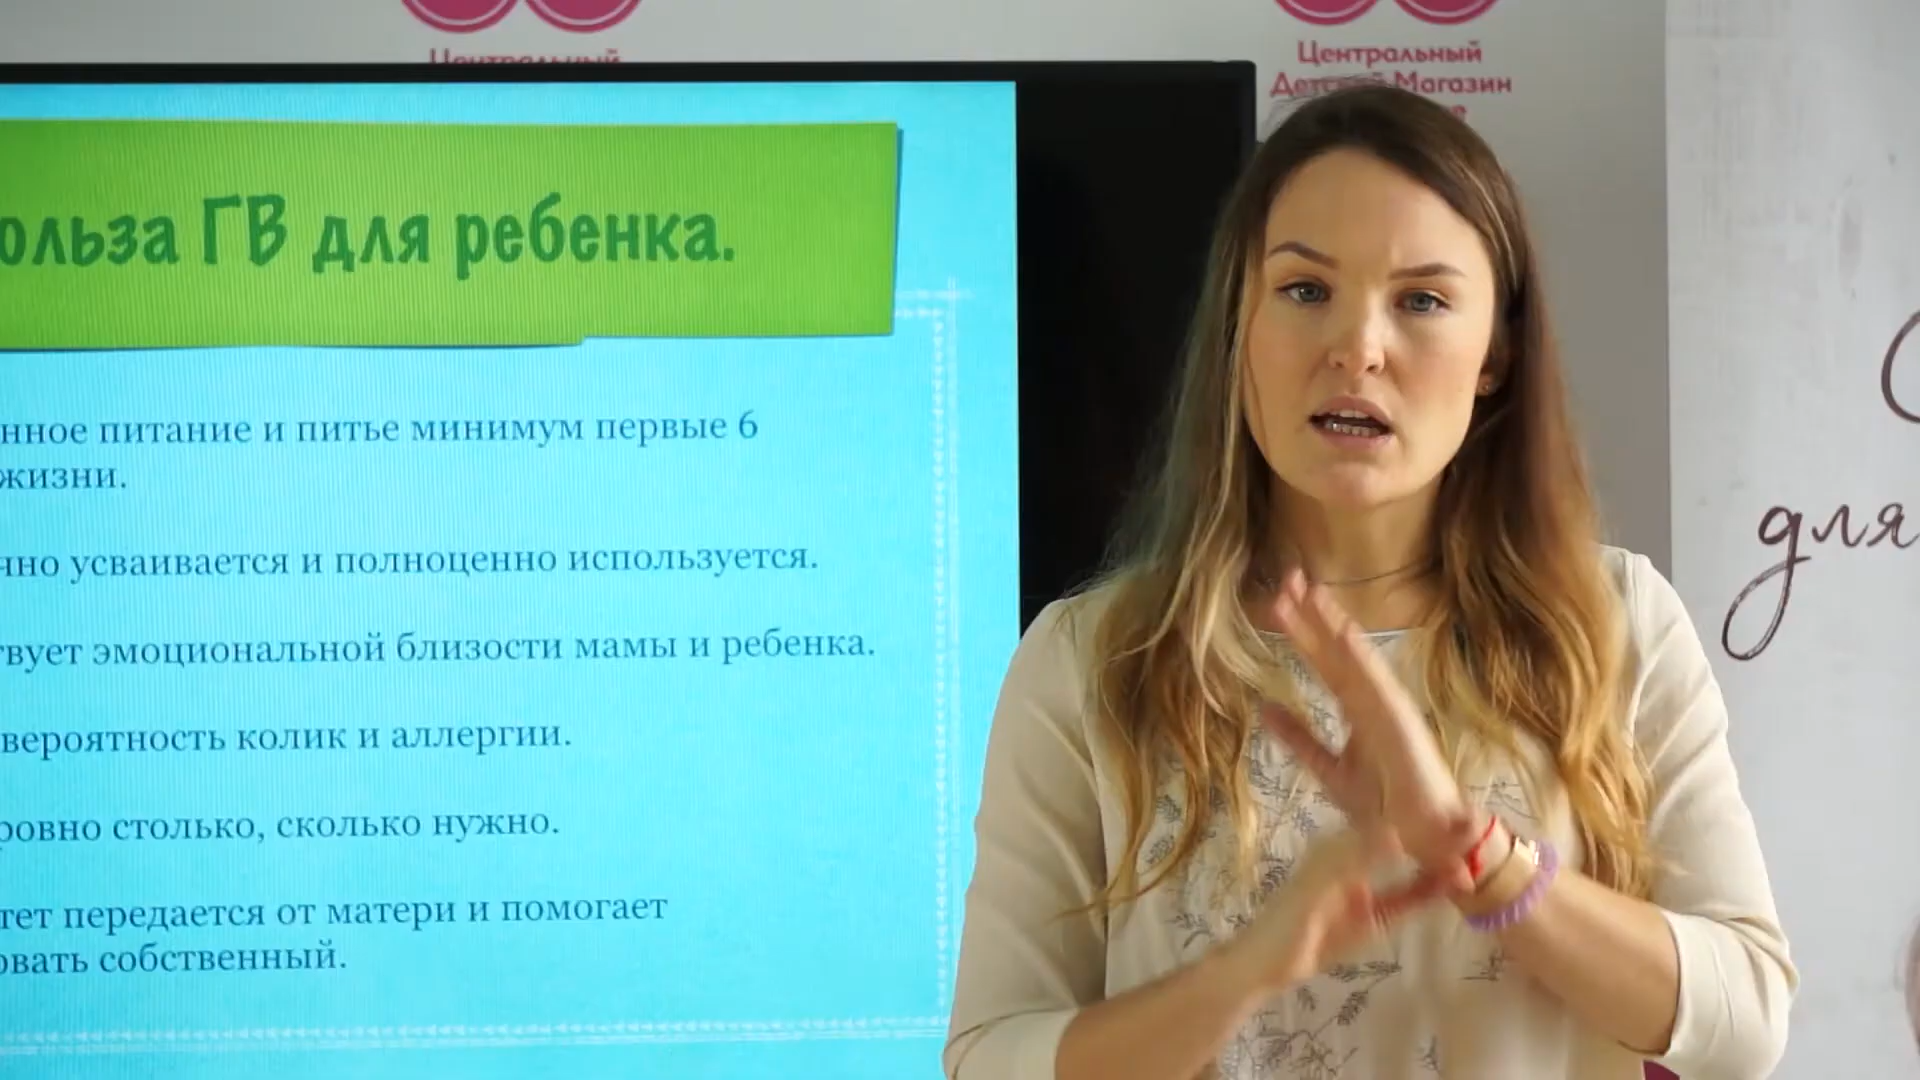 Центральный
Центральный
Детский Магазин
ольза ГВ для ребенка.
нное питание и питье минимум первые 6
жизни.
чно усваивается и полноценно используется.
твует эмоциональной близости мамы и ребенка.
вероятность колик и аллергии.
ровно столько, сколько нужно.
тет передается от матери и помогает
овать собственный.
для